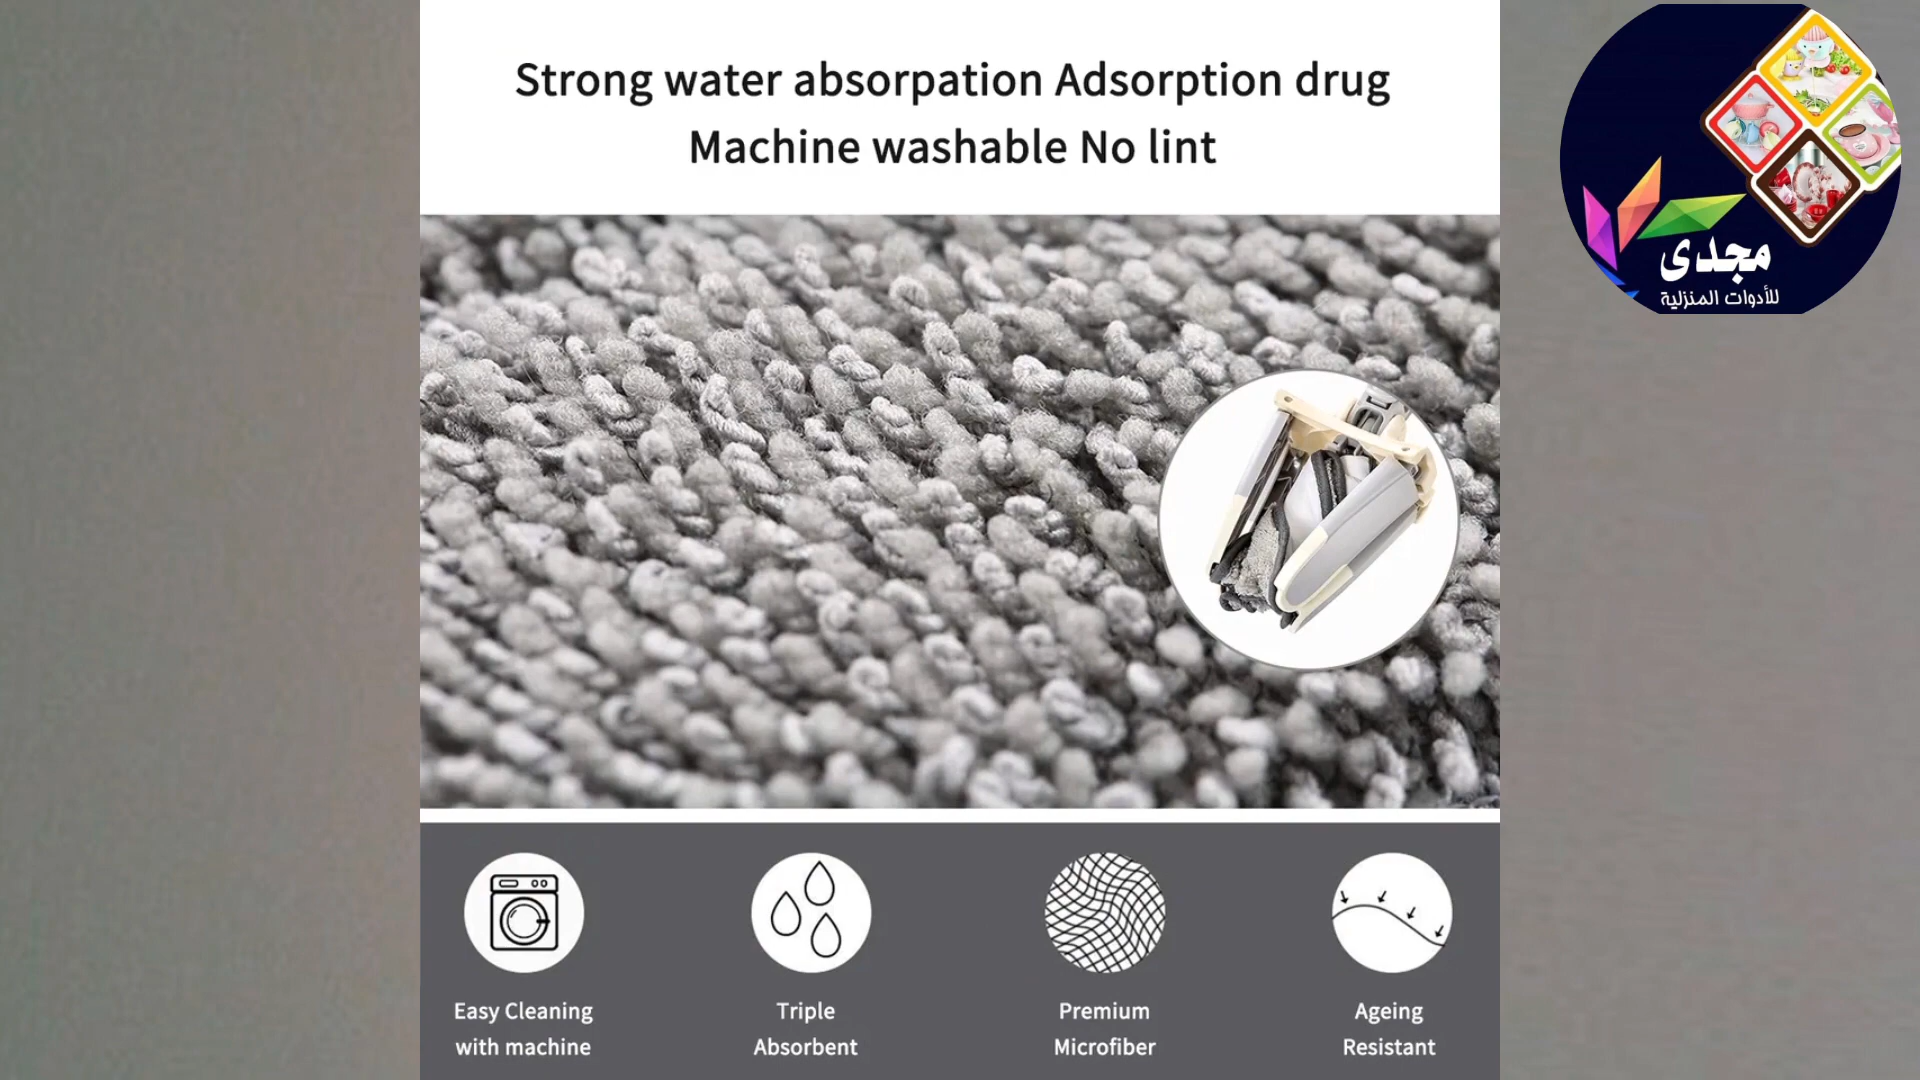 Strong water absorpation Adsorption drug
Machine washable No lint
مجدى
للأدوات المنزلية
Easy Cleaning
with machine
Triple
Absorbent
Premium
Microfiber
Ageing
Resistant